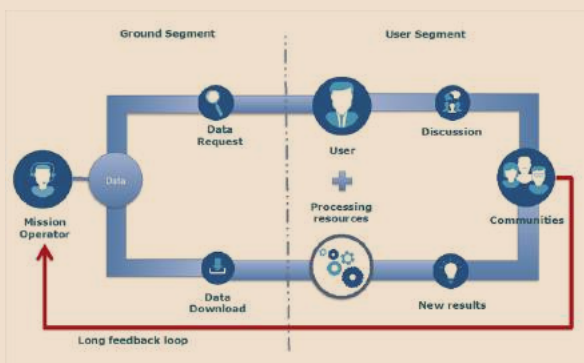 Ground Segment
User Segment
Data
Request
User
Discussion
Data
Mission
Operator
Processing
resources
Communities
Data
Download
New results
Long feedback loop